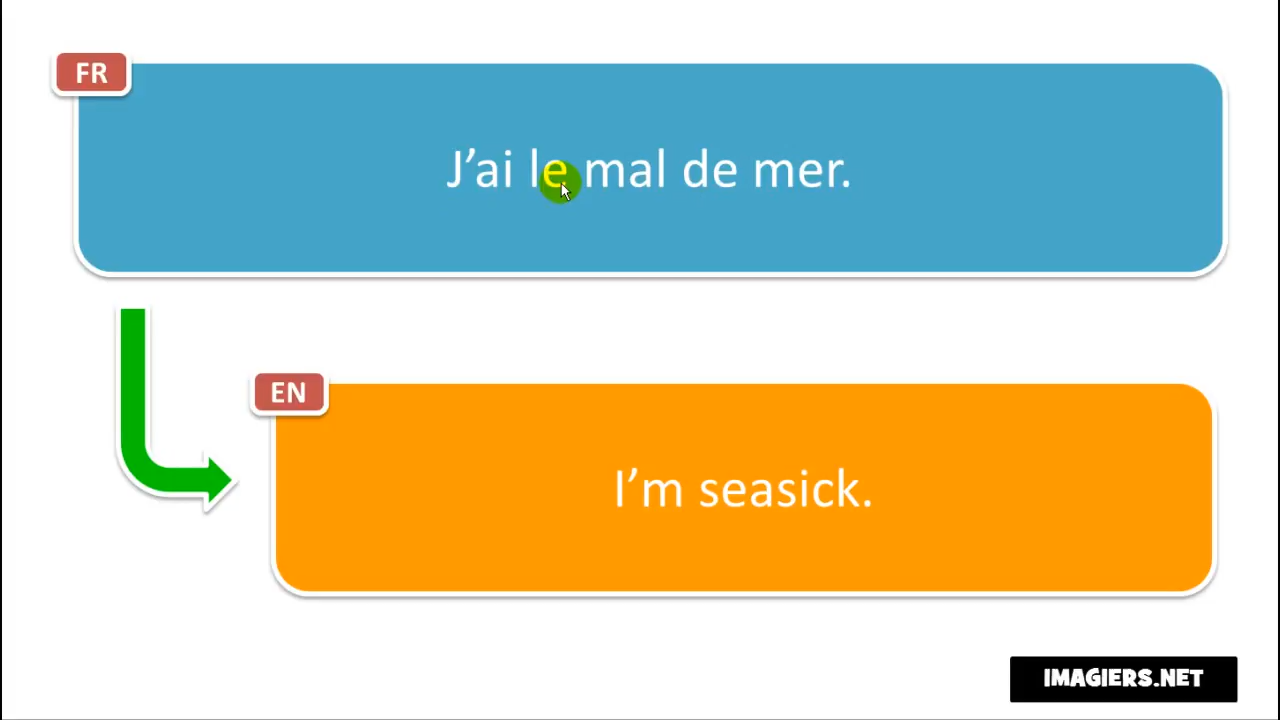 FR
J’ai le mal de mer.
EN
I’m seasick.
IMAGIERS.NET